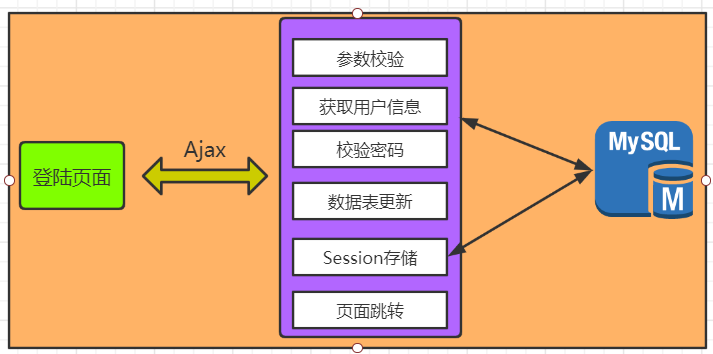 参数校验
获取用户信息
Ajax
校验密码
登陆页面
数据表更新
Session存储
页面跳转
MySQL
M